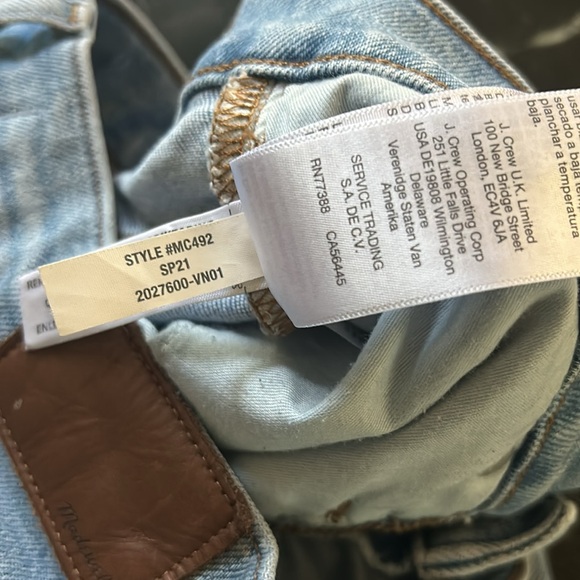 STYLE #MC492
SP21
2027600-VN01
usar
secado a baja
planchar a temperatura
baja.
J. Crew U.K. Limited
100 New Bridge Street
London, EC4V 6JA
J. Crew Operating Corp
251 Little Falls Drive
USA DE19808 Wilmington
Delaware
Verenigde Staten Van
Amerika
SERVICE TRADING
S.A. DE C.V.
RN77388 CA56445